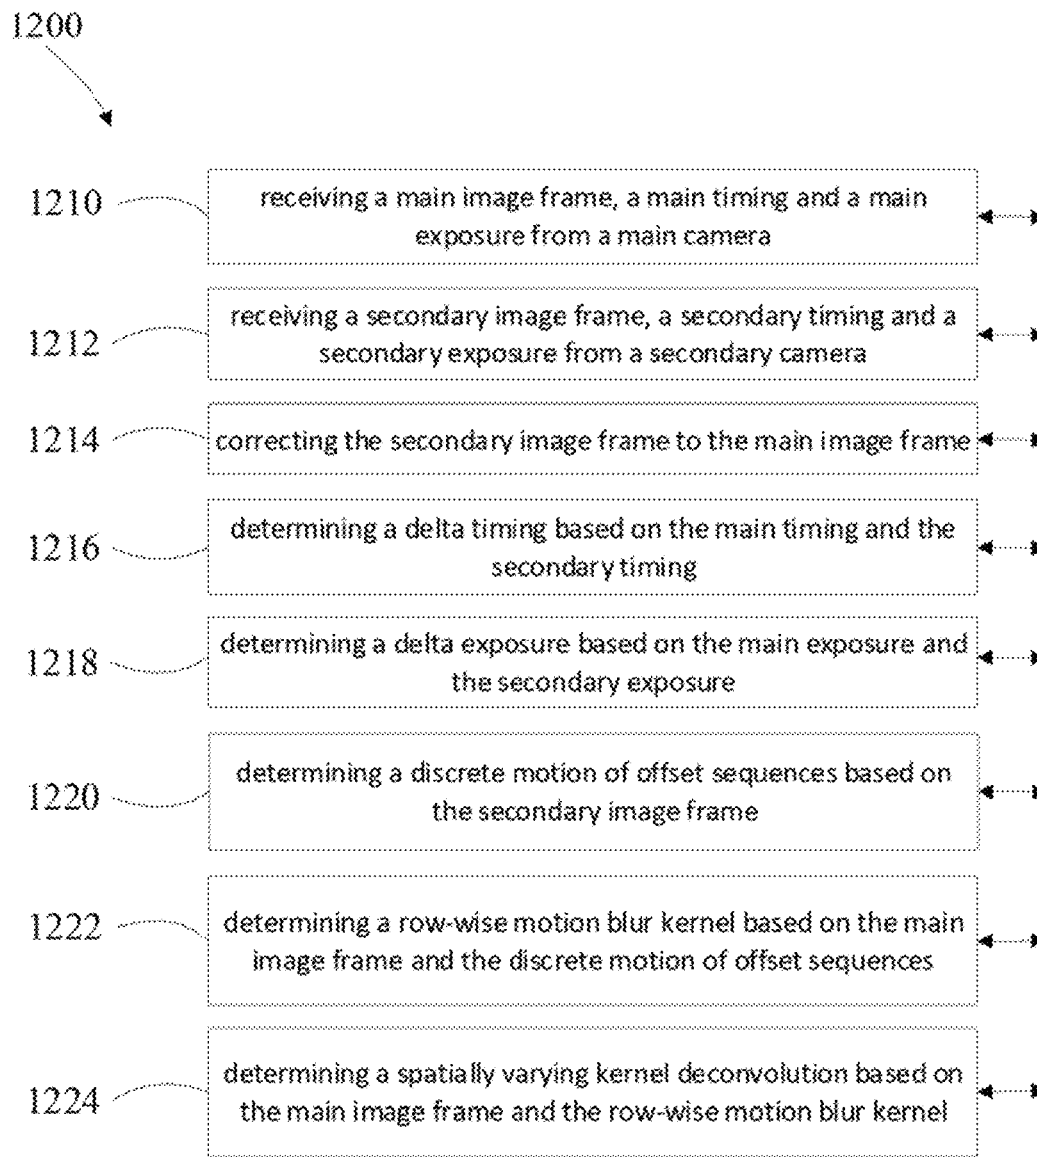 1200
1210
receiving a main image frame, a main timing and a main
exposure from a main camera
1212
receiving a secondary image frame, a secondary timing and a
secondary exposure from a secondary camera
1214
correcting the secondary image frame to the main image frame
1216
determining a delta timing based on the main timing and the
secondary timing
1218
determining a delta exposure based on the main exposure and
the secondary exposure
1220
determining a discrete motion of offset sequences based on
the secondary image frame
1222
determining a row-wise motion blur kernel based on the main
image frame and the discrete motion of offset sequences
1224
determining a spatially varying kernel deconvolution based on
the main image frame and the row-wise motion blur kernel